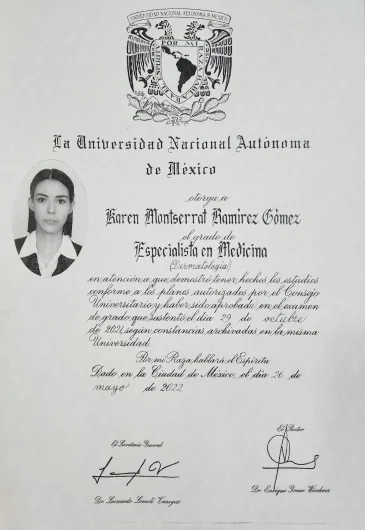 UNIVERSIDAD NACIONAL AUTÓNOMA DE MÉXICO
POR MI RAZA HABLARÁ EL ESPIRITU
La Universidad Nacional Autónoma
de México
otorga a
Karen Montserrat Ramírez Gómez
el grado de
Especialista en Medicina
(Dermatología)
en atención a que demostró tener hechos los estudios
conforme a los planes autorizados por el Consejo
Universitario y haber sido aprobada en el examen
de grado que sustentó el día 29 de octubre
de 2021, según constancias archivadas en la misma
Universidad.
Por mi Raza hablará el Espíritu
Dado en la Ciudad de México, el día 26 de
mayo de 2022
El Secretario General
El Rector
Dr. Leonardo Lomelí Vanegas
Dr. Enrique Graue Wiechers